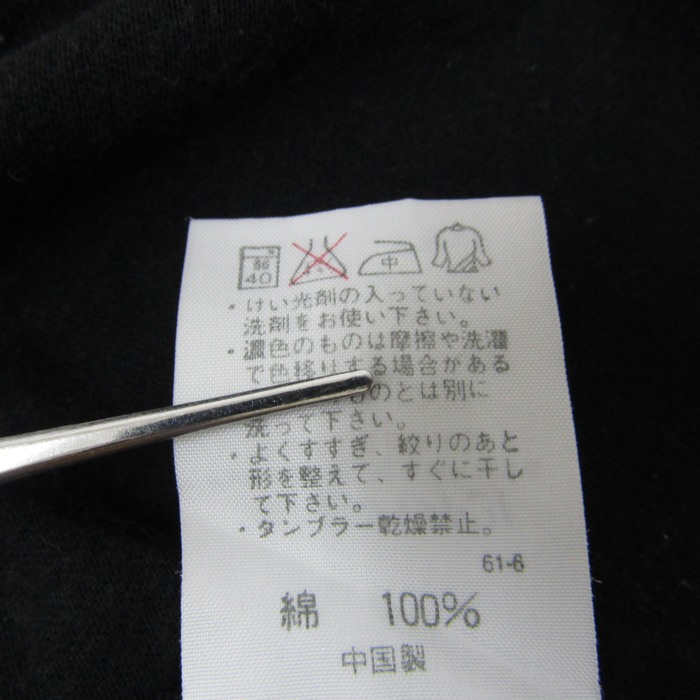 弱
40
中
・けい光剤の入っていない
洗剤をお使い下さい。
・濃色のものは摩擦や洗濯
で色移りする場合がある
ものとは別に
洗って下さい。
・よくすすぎ、絞りのあと
形を整えて、すぐに干し
て下さい。
・タンブラー乾燥禁止。
61-6
綿 100%
中国製